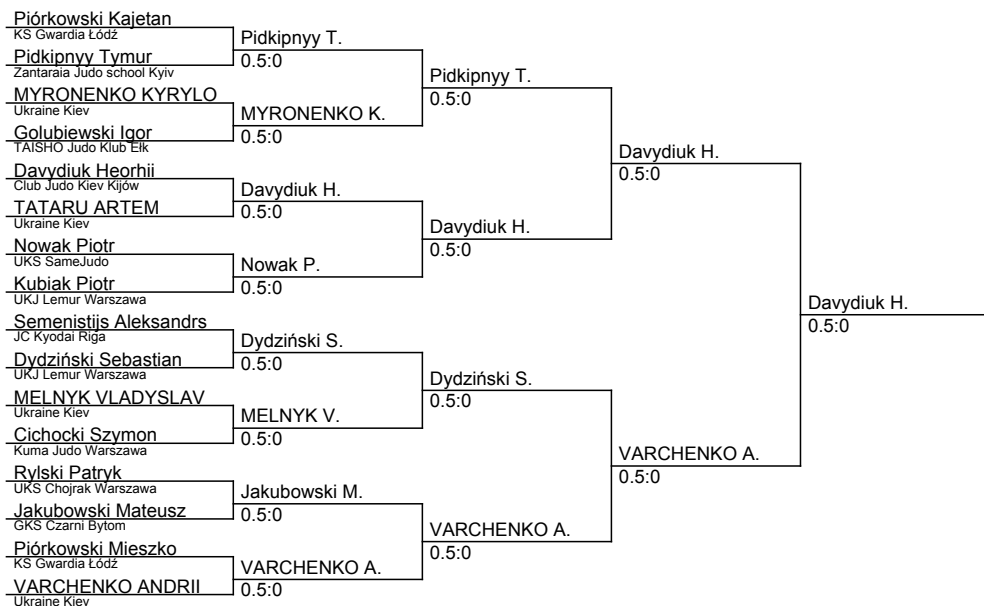 Piórkowski Kajetan
KS Gwardia Łódź
Pidkipnyy Tymur
Zantaraia Judo school Kyiv
MYRONENKO KYRYLO
Ukraine Kiev
Golubiewski Igor
TAISHO Judo Klub Ełk
Davydiuk Heorhii
Club Judo Kiev Kijów
TATARU ARTEM
Ukraine Kiev
Nowak Piotr
UKS SameJudo
Kubiak Piotr
UKJ Lemur Warszawa
Semenistijs Aleksandrs
JC Kyodai Riga
Dydziński Sebastian
UKJ Lemur Warszawa
MELNYK VLADYSLAV
Ukraine Kiev
Cichocki Szymon
Kuma Judo Warszawa
Rylski Patryk
UKS Chojrak Warszawa
Jakubowski Mateusz
GKS Czarni Bytom
Piórkowski Mieszko
KS Gwardia Łódź
VARCHENKO ANDRII
Ukraine Kiev
Pidkipnyy T.
0.5:0
MYRONENKO K.
0.5:0
Davydiuk H.
0.5:0
Nowak P.
0.5:0
Dydziński S.
0.5:0
MELNYK V.
0.5:0
Jakubowski M.
0.5:0
VARCHENKO A.
0.5:0
Pidkipnyy T.
0.5:0
Davydiuk H.
0.5:0
Dydziński S.
0.5:0
VARCHENKO A.
0.5:0
Davydiuk H.
0.5:0
VARCHENKO A.
0.5:0
Davydiuk H.
0.5:0